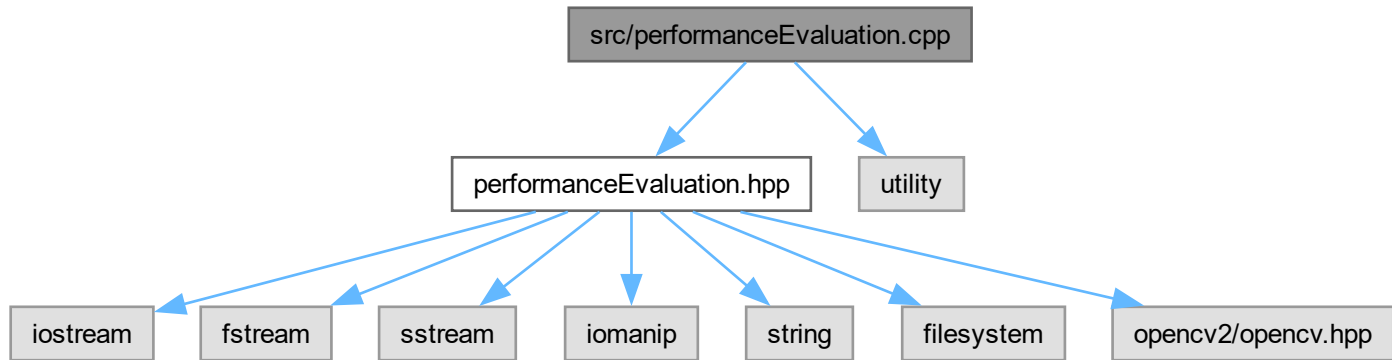 src/performanceEvaluation.cpp
performanceEvaluation.hpp
utility
iostream
fstream
sstream
iomanip
string
filesystem
opencv2/opencv.hpp